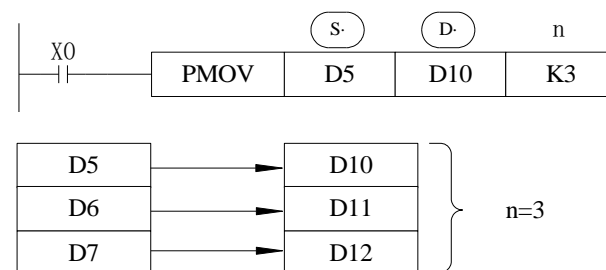 S· D· n
X0
PMOV D5 D10 K3
D5 D10
D6 D11 n=3
D7 D12